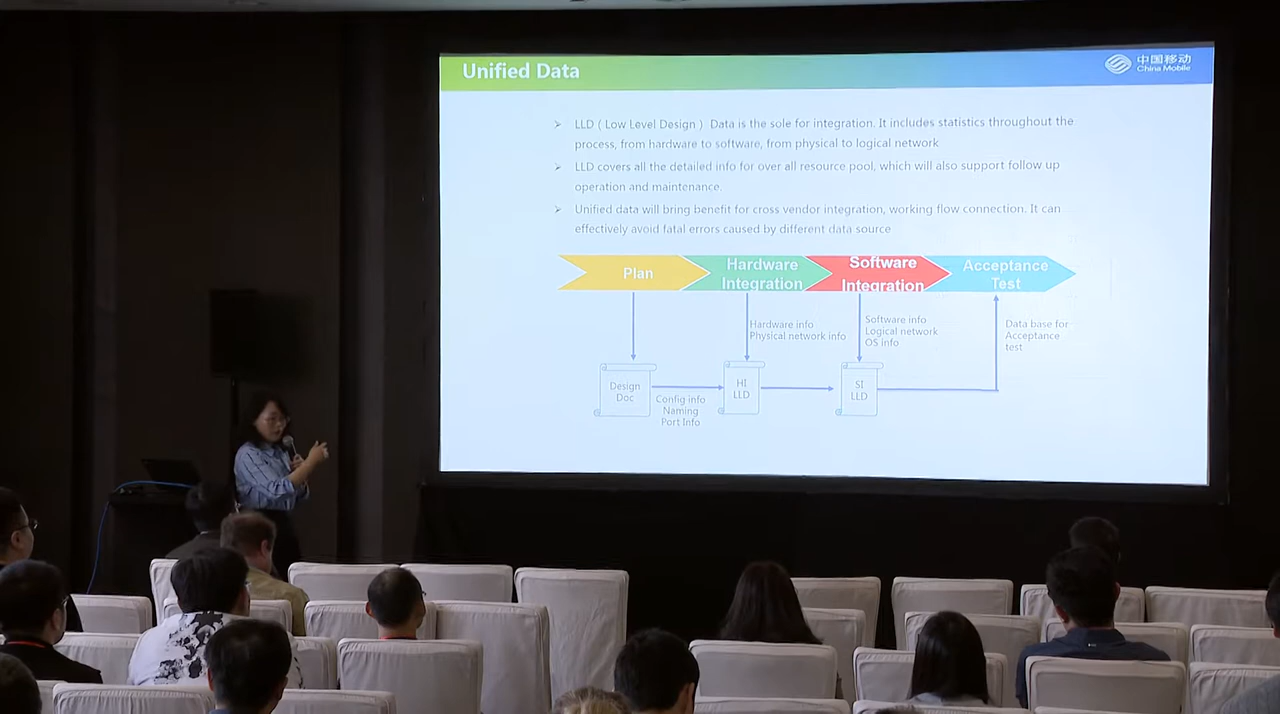 Unified Data
中国移动
China Mobile
➢ LLD ( Low Level Design ) Data is the sole for integration. It includes statistics throughout the
process, from hardware to software, from physical to logical network
➢ LLD covers all the detailed info for over all resource pool, which will also support follow up
operation and maintenance.
➢ Unified data will bring benefit for cross vendor integration, working flow connection. It can
effectively avoid fatal errors caused by different data source
Plan
Hardware
Integration
Software
Integration
Acceptance
Test
Hardware info
Physical network info
Software info
Logical network
OS info
Data base for
Acceptance
test
Design
Doc
Config info
Naming
Port Info
HI
LLD
SI
LLD